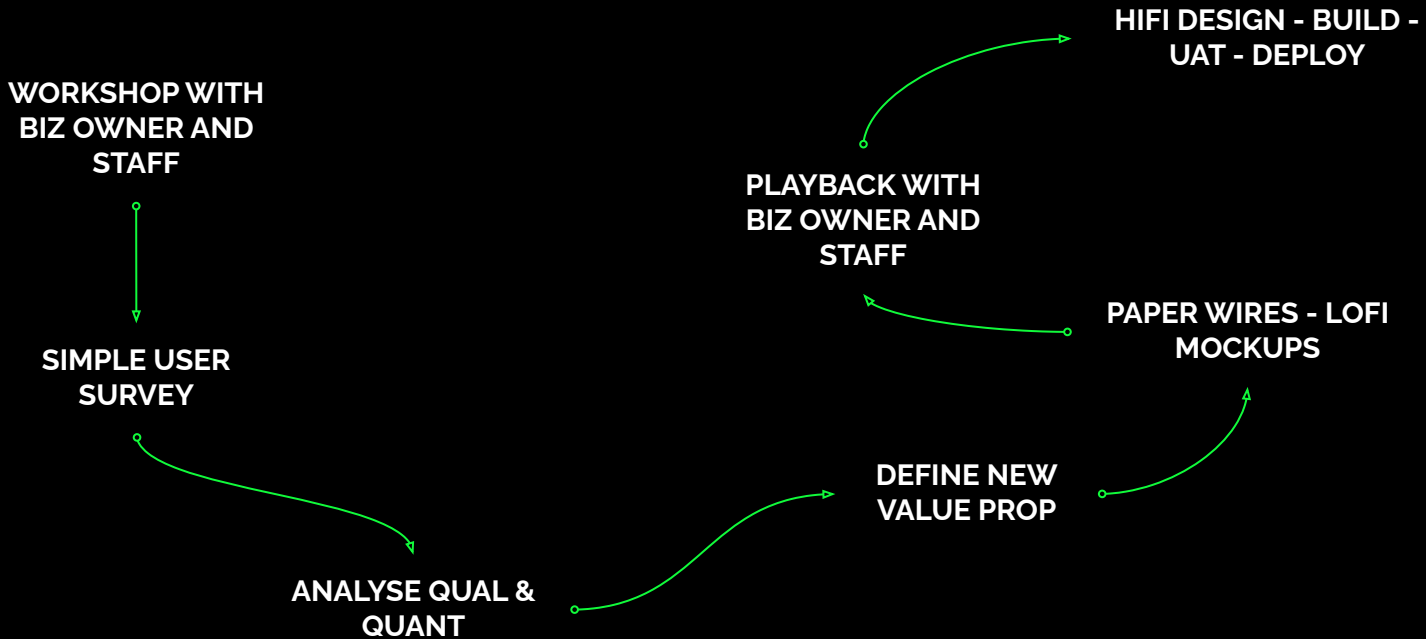 WORKSHOP WITH
BIZ OWNER AND
STAFF
SIMPLE USER
SURVEY
ANALYSE QUAL &
QUANT
DEFINE NEW
VALUE PROP
PAPER WIRES - LOFI
MOCKUPS
PLAYBACK WITH
BIZ OWNER AND
STAFF
HIFI DESIGN - BUILD -
UAT - DEPLOY